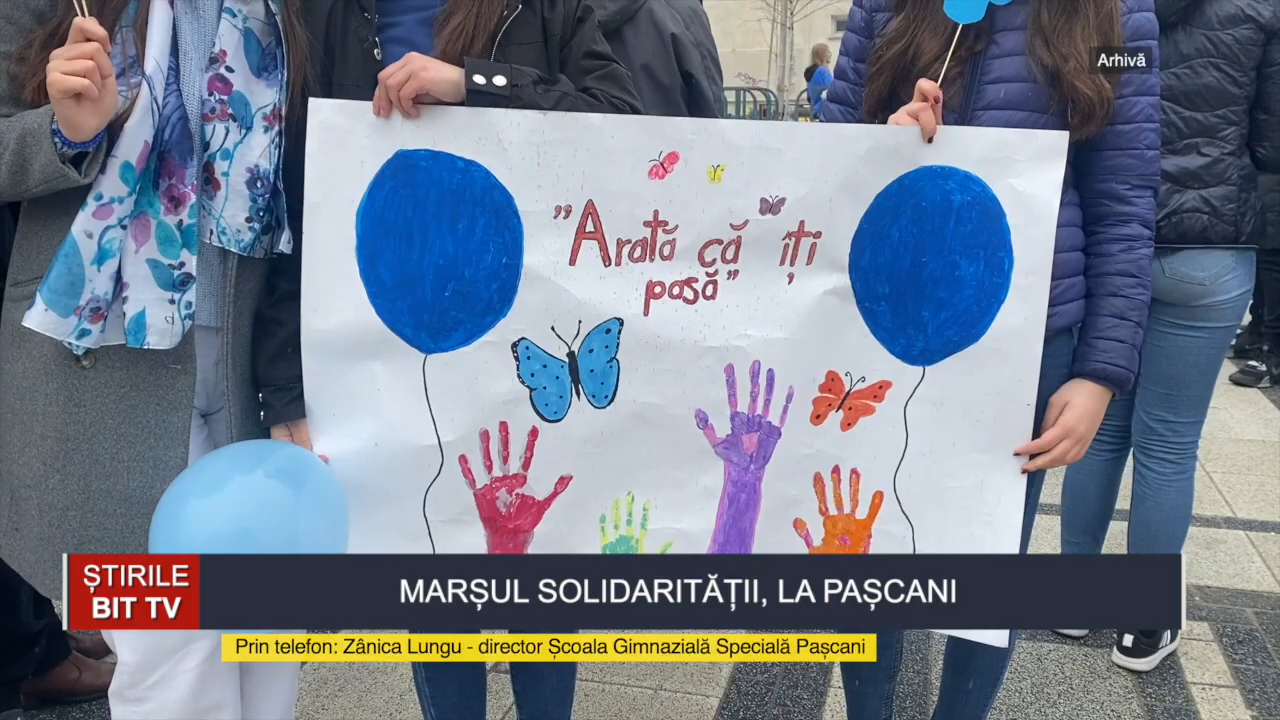 Arhivă
"Arată că îți
pasă"
ȘTIRILE
BIT TV
MARȘUL SOLIDARITĂȚII, LA PAȘCANI
Prin telefon: Zânica Lungu - director Școala Gimnazială Specială Pașcani